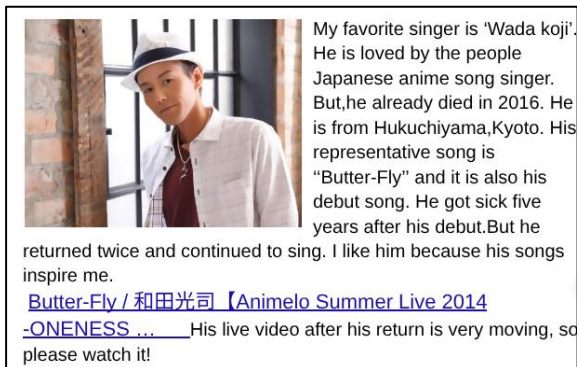 My favorite singer is ‘Wada koji’.
He is loved by the people
Japanese anime song singer.
But,he already died in 2016. He
is from Hukuchiyama,Kyoto. His
representative song is
“Butter-Fly” and it is also his
debut song. He got sick five
years after his debut.But he
returned twice and continued to sing. I like him because his songs
inspire me.
Butter-Fly / 和田光司【Animelo Summer Live 2014
-ONENESS … His live video after his return is very moving, so
please watch it!